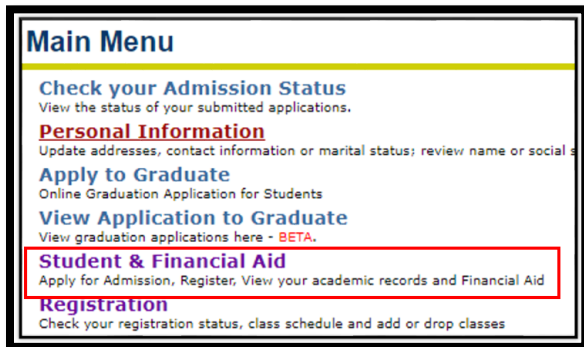 Main Menu
Check your Admission Status
View the status of your submitted applications.
Personal Information
Update addresses, contact information or marital status; review name or social s
Apply to Graduate
Online Graduation Application for Students
View Application to Graduate
View graduation applications here - BETA.
Student & Financial Aid
Apply for Admission, Register, View your academic records and Financial Aid
Registration
Check your registration status, class schedule and add or drop classes